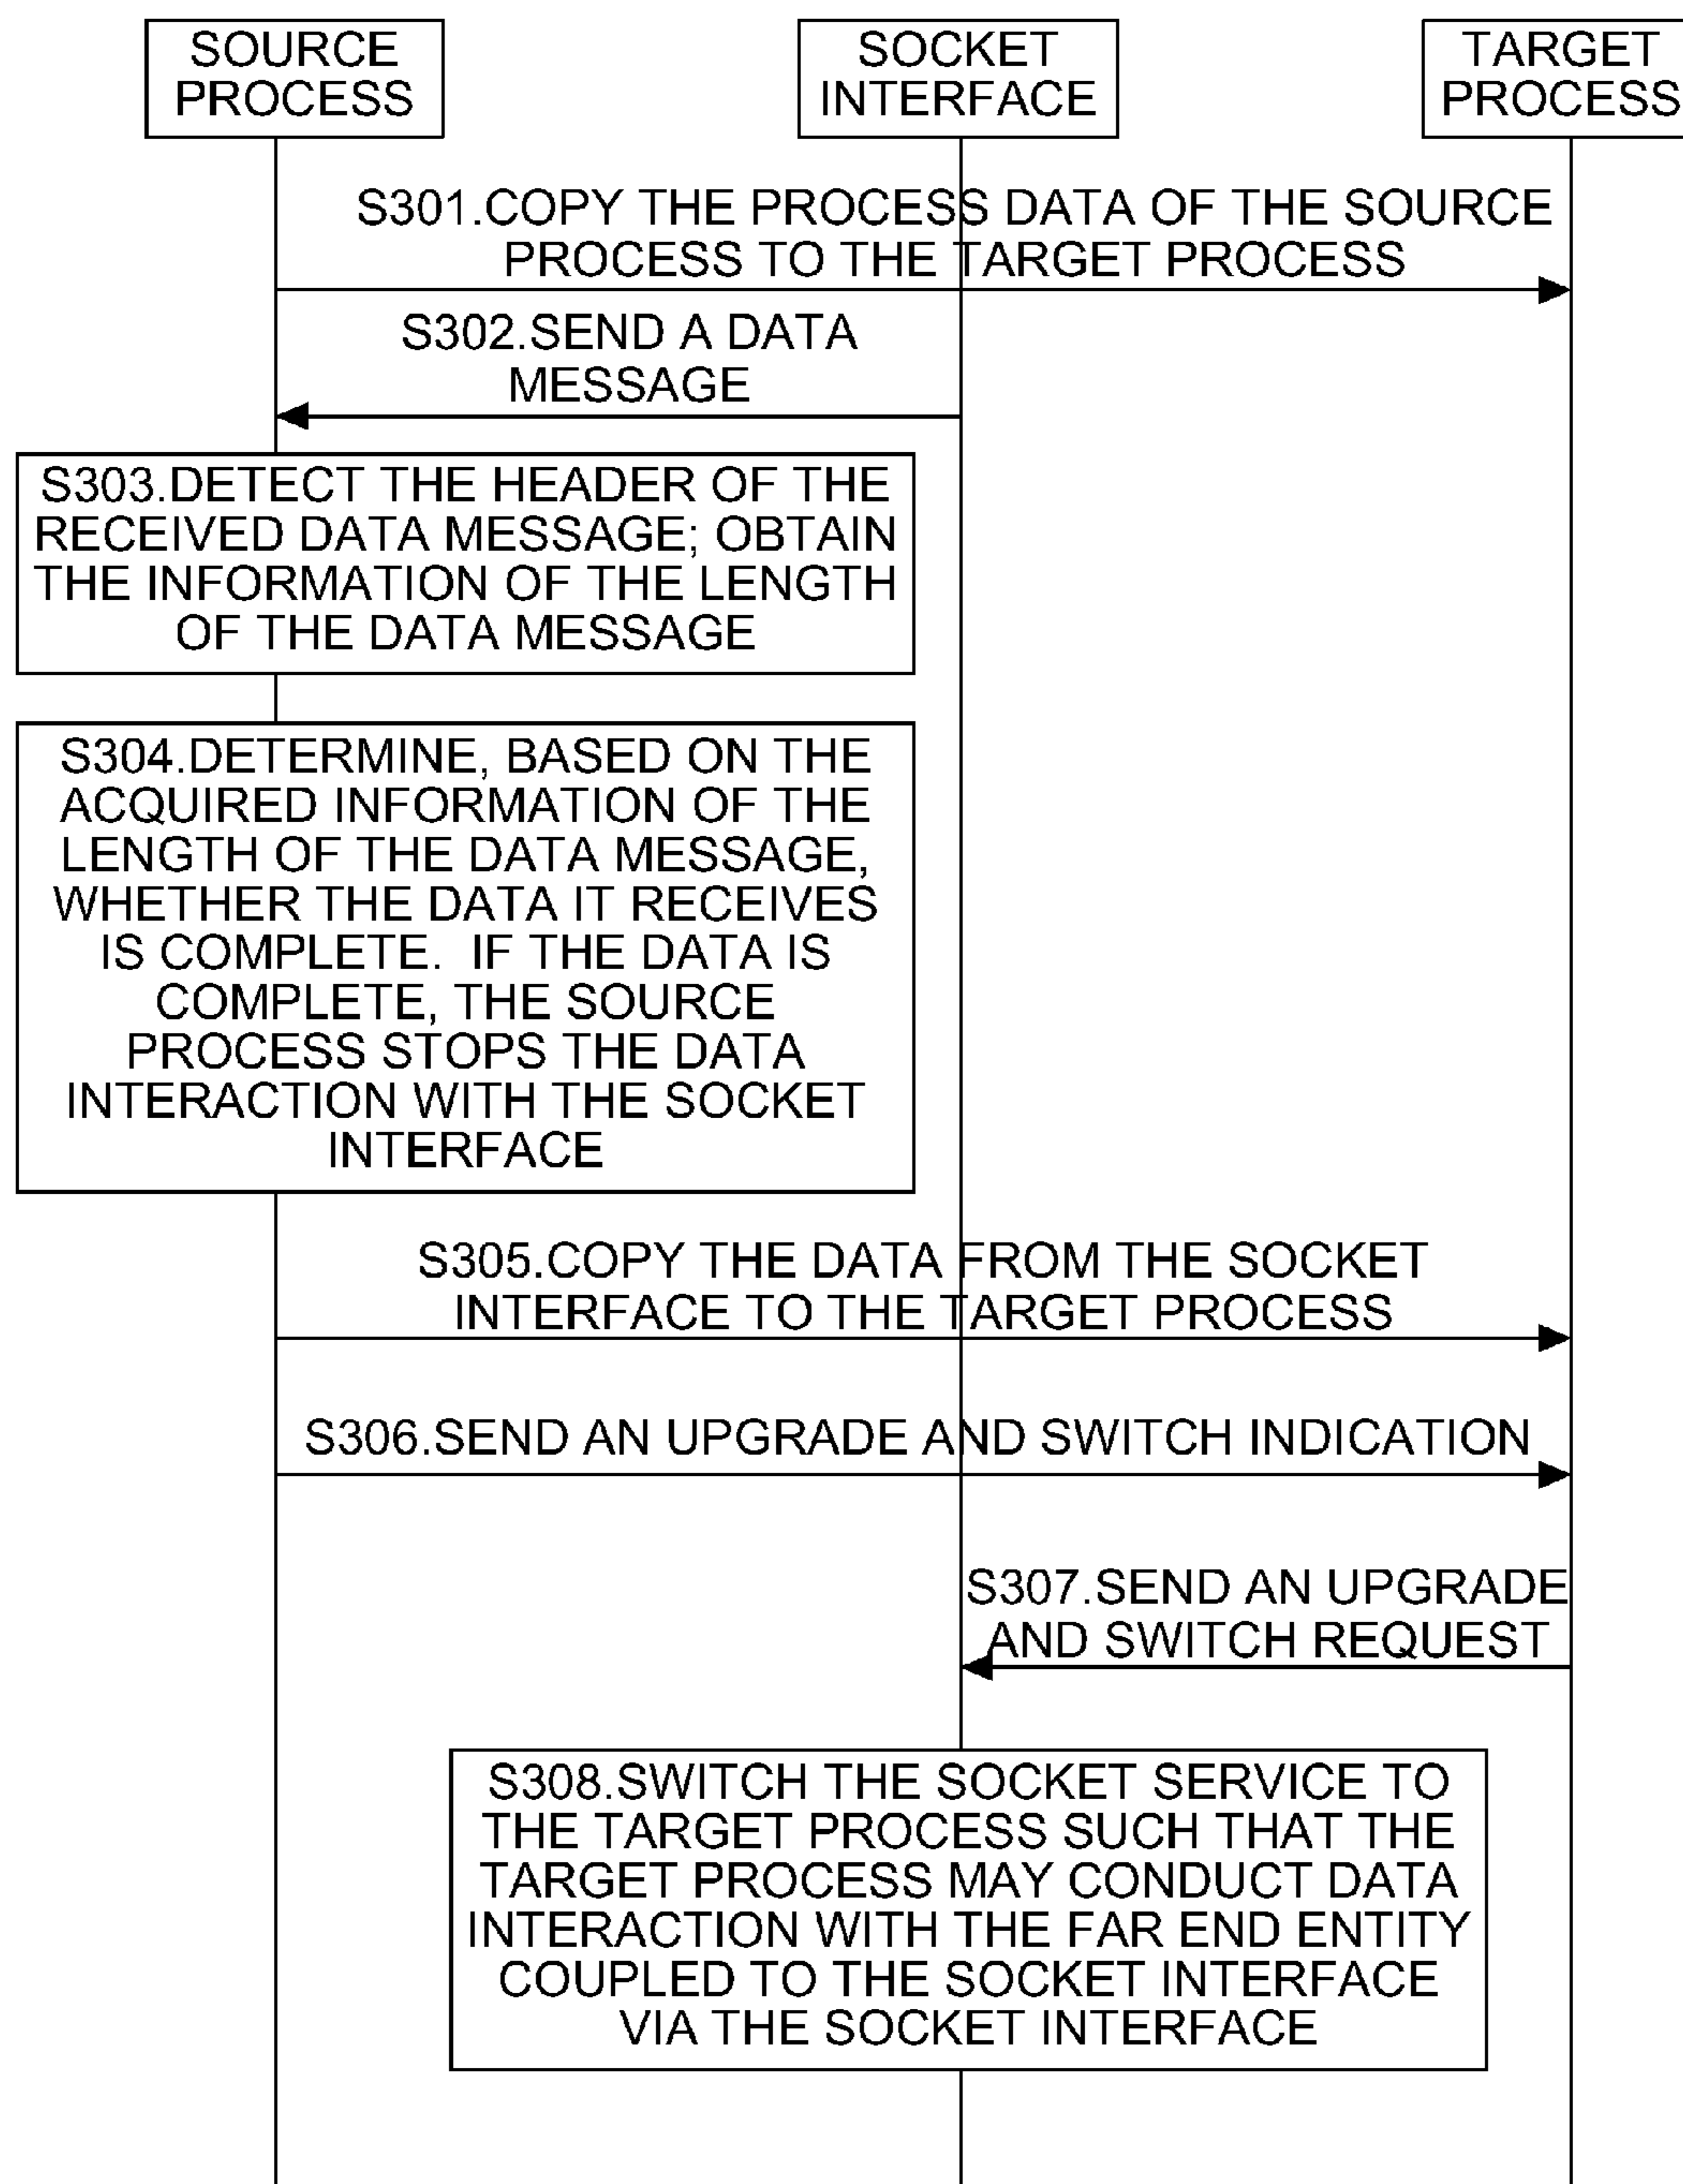 SOURCE
PROCESS
SOCKET
INTERFACE
TARGET
PROCESS
S301.COPY THE PROCESS DATA OF THE SOURCE
PROCESS TO THE TARGET PROCESS
S302.SEND A DATA
MESSAGE
S303.DETECT THE HEADER OF THE
RECEIVED DATA MESSAGE; OBTAIN
THE INFORMATION OF THE LENGTH
OF THE DATA MESSAGE
S304.DETERMINE, BASED ON THE
ACQUIRED INFORMATION OF THE
LENGTH OF THE DATA MESSAGE,
WHETHER THE DATA IT RECEIVES
IS COMPLETE. IF THE DATA IS
COMPLETE, THE SOURCE
PROCESS STOPS THE DATA
INTERACTION WITH THE SOCKET
INTERFACE
S305.COPY THE DATA FROM THE SOCKET
INTERFACE TO THE TARGET PROCESS
S306.SEND AN UPGRADE AND SWITCH INDICATION
S307.SEND AN UPGRADE
AND SWITCH REQUEST
S308.SWITCH THE SOCKET SERVICE TO
THE TARGET PROCESS SUCH THAT THE
TARGET PROCESS MAY CONDUCT DATA
INTERACTION WITH THE FAR END ENTITY
COUPLED TO THE SOCKET INTERFACE
VIA THE SOCKET INTERFACE